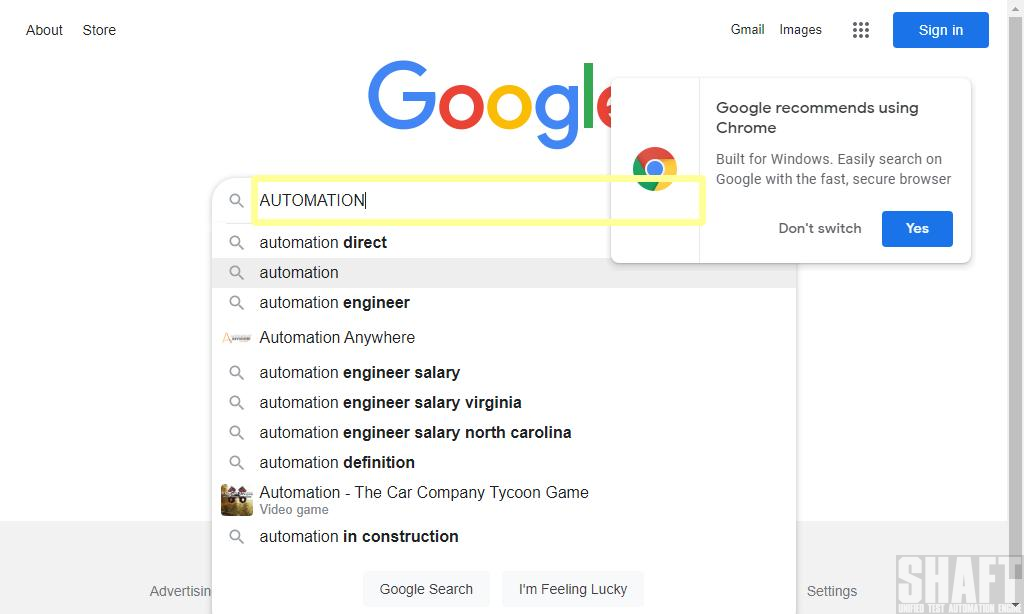 About Store
Gmail Images Sign in
Google
Google recommends using
Chrome
Built for Windows. Easily search on
Google with the fast, secure browser
Don't switch Yes
AUTOMATION
automation direct
automation
automation engineer
Automation Anywhere
automation engineer salary
automation engineer salary virginia
automation engineer salary north carolina
automation definition
Automation - The Car Company Tycoon Game
Video game
automation in construction
Google Search I'm Feeling Lucky
Advertisin Settings
SHAFT
UNIFIED TEST AUTOMATION ENGINE